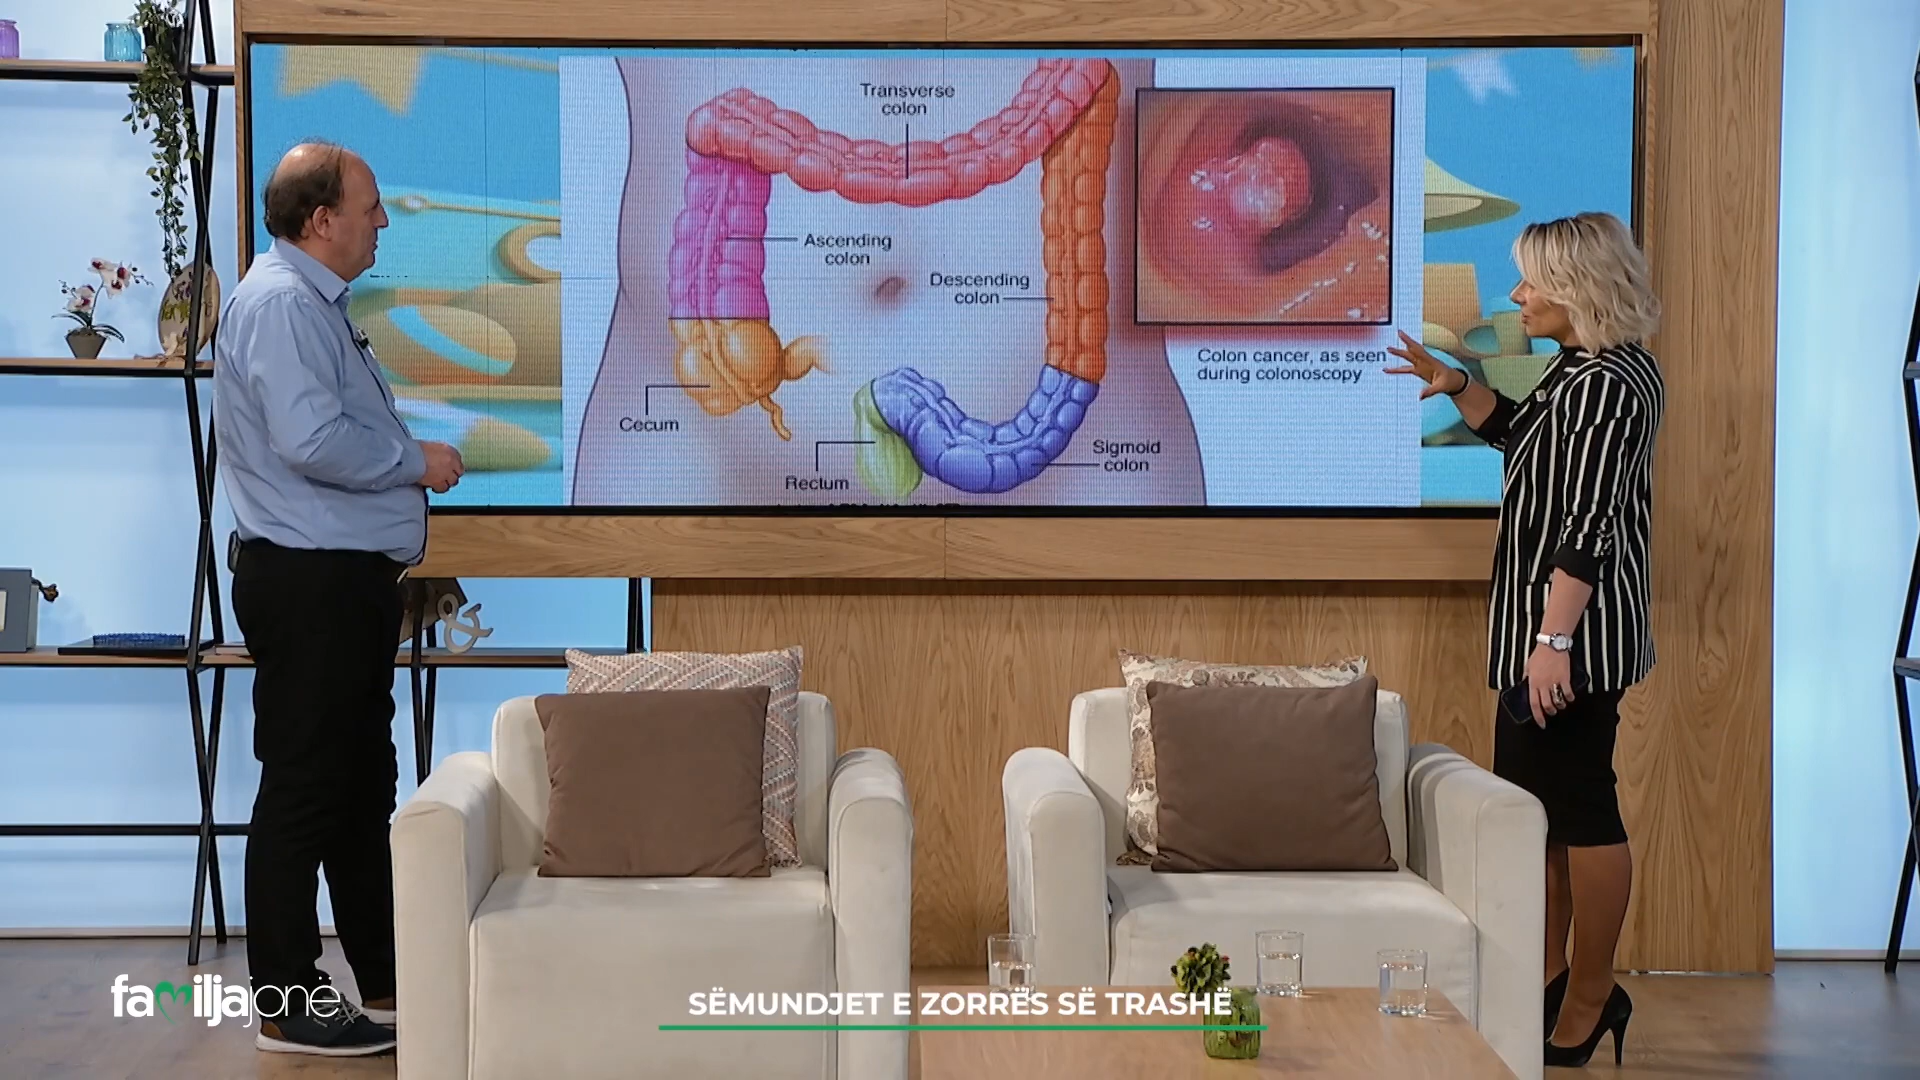 Transverse
colon
Ascending
colon
Descending
colon
Colon cancer, as seen
during colonoscopy
Cecum
Sigmoid
colon
Rectum
familjajonë
SËMUNDJET E ZORRËS SË TRASHË